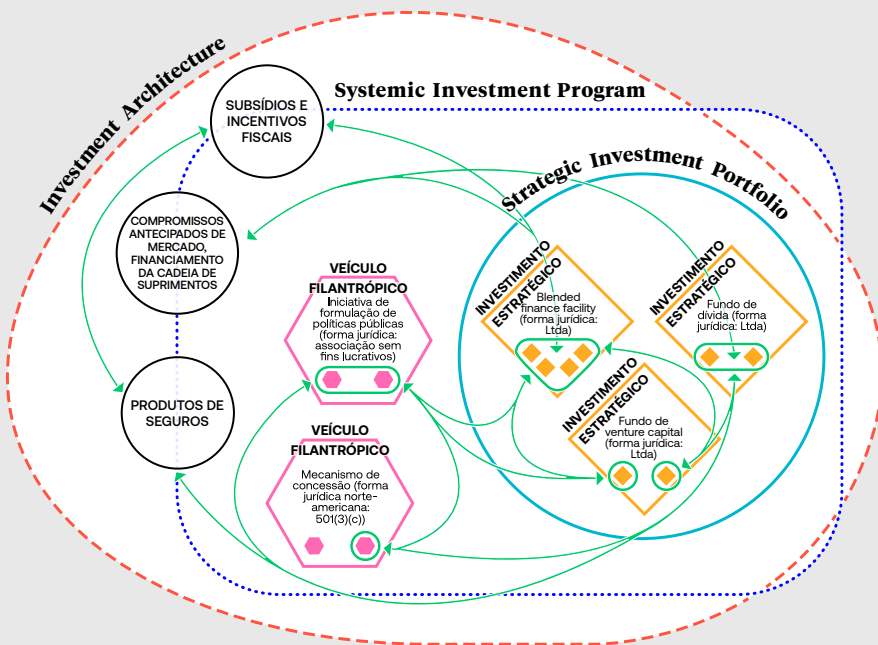 Investment Architecture
Systemic Investment Program
Strategic Investment Portfolio
SUBSÍDIOS E
INCENTIVOS
FISCAIS
COMPROMISSOS
ANTECIPADOS DE
MERCADO,
FINANCIAMENTO
DA CADEIA DE
SUPRIMENTOS
PRODUTOS DE
SEGUROS
VEÍCULO
FILANTRÓPICO
Iniciativa de
formulação de
políticas públicas
(forma jurídica:
associação sem
fins lucrativos)
VEÍCULO
FILANTRÓPICO
Mecanismo de
concessão (forma
jurídica norte-
americana:
501(3)(c))
INVESTIMENTO
ESTRATÉGICO
Blended
finance facility
(forma jurídica:
Ltda)
INVESTIMENTO
ESTRATÉGICO
Fundo de
dívida (forma
jurídica: Ltda)
INVESTIMENTO
ESTRATÉGICO
Fundo de
venture capital
(forma jurídica:
Ltda)